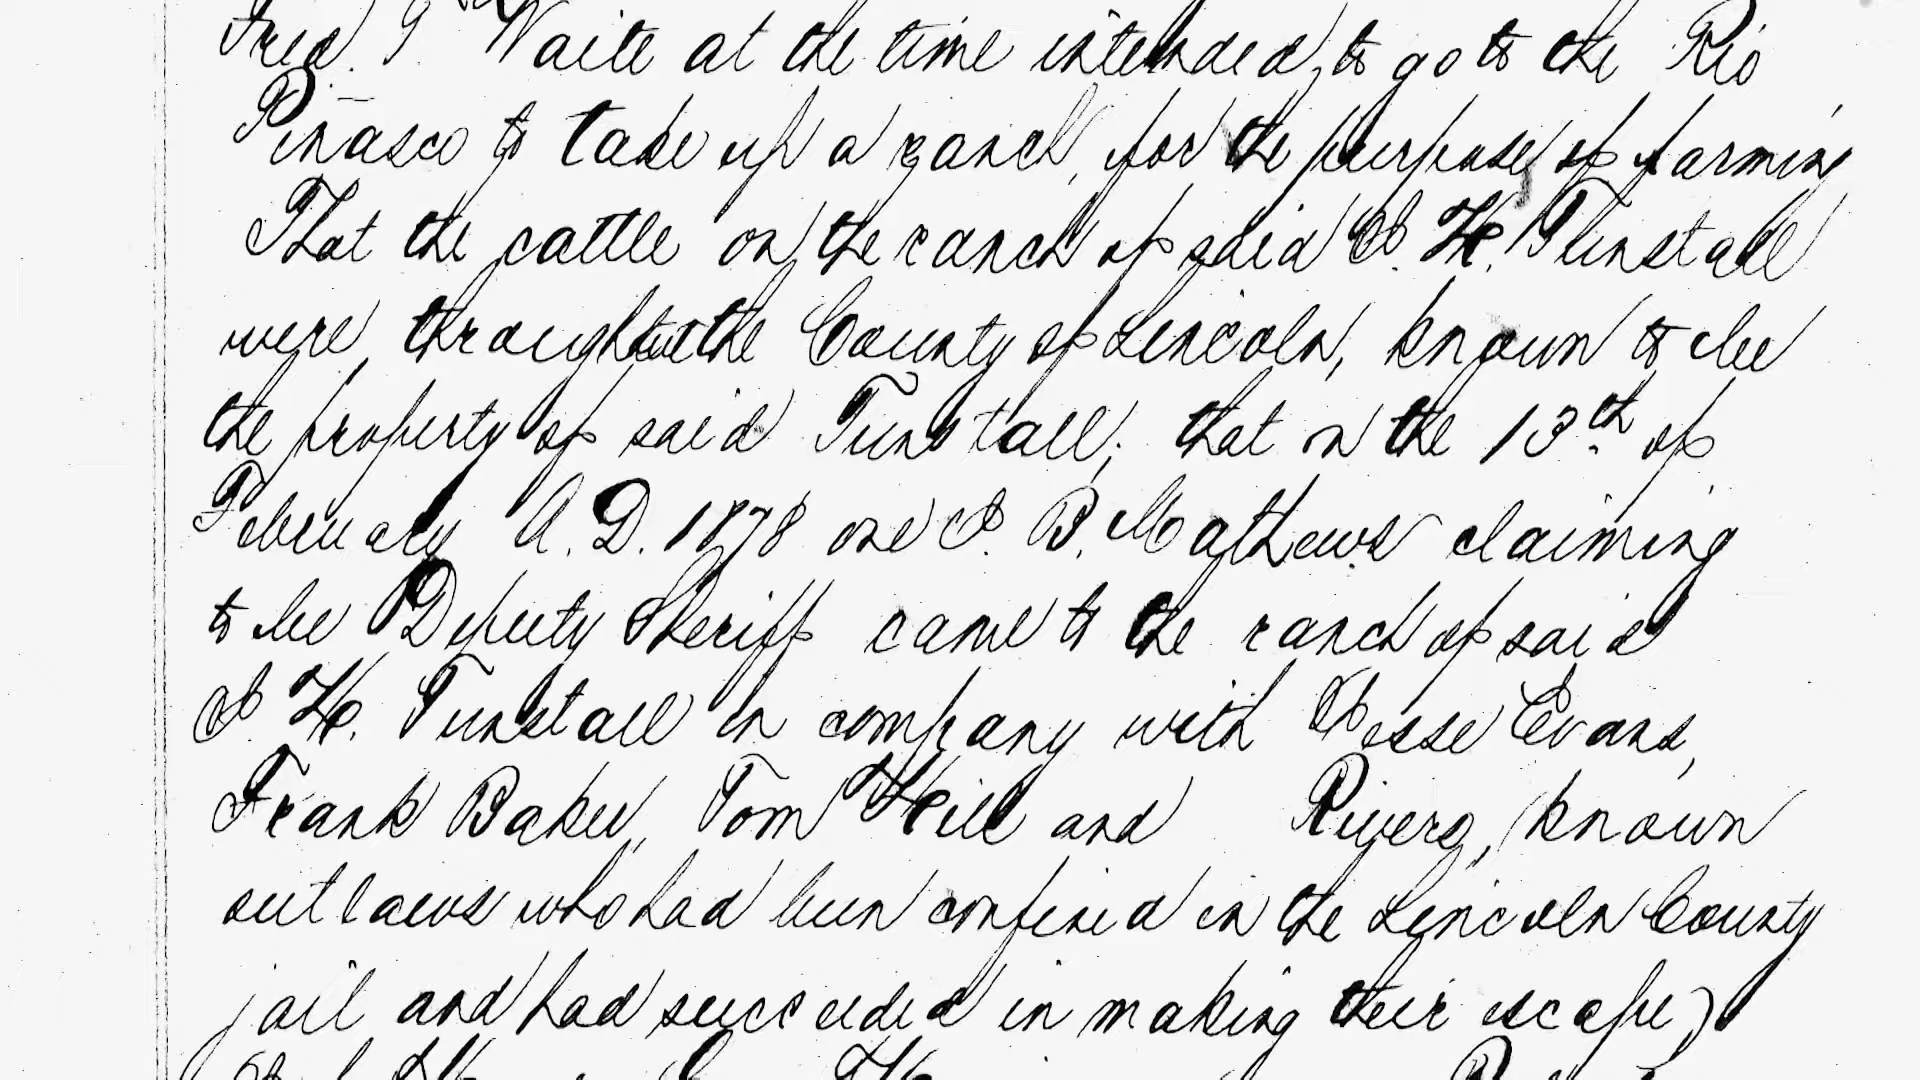 Fred. T. Waite at the time intended, to go to the Rio
Penasco to take up a ranch, for the purpose of farming
That the cattle on the ranch of said J. H. Tunstall
were throughout the County of Lincoln, known to be
the property of said Tunstall; that on the 13th of
February A.D. 1878 one J. B. Mathews claiming
to be Deputy Sheriff came to the ranch of said
J. H. Tunstall in company with Jesse Evans,
Frank Baker, Tom Hill and Rivers, (known
outlaws who had been confined in the Lincoln County
jail and had succeeded in making their escape)